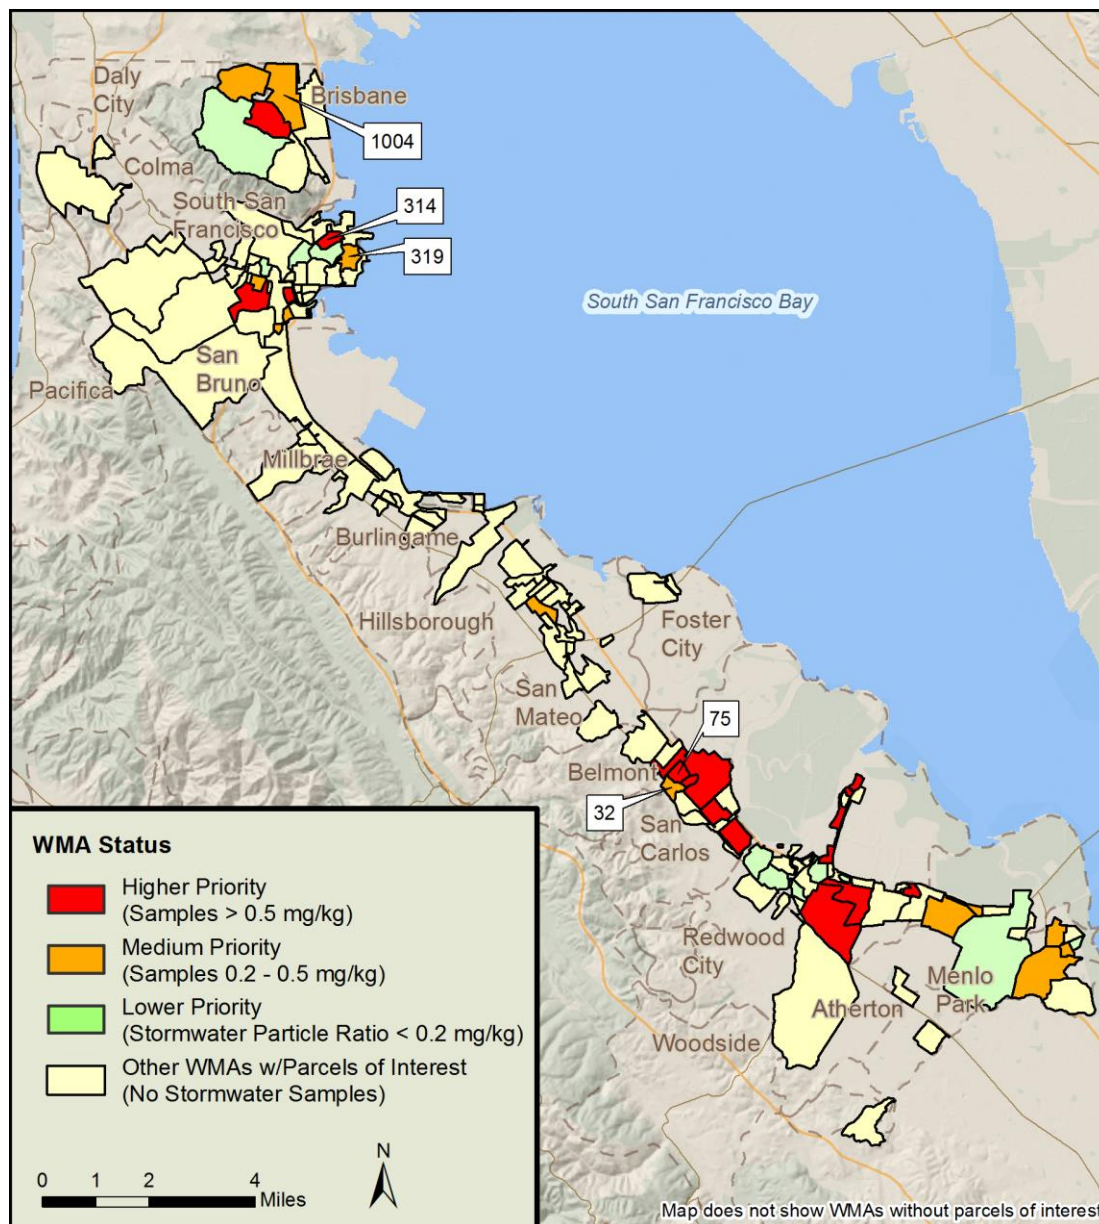 Daly
City
Brisbane
1004
Colma
South San
Francisco
314
319
South San Francisco Bay
San
Bruno
Pacifica
Millbrae
Burlingame
Hillsborough
Foster
City
San
Mateo
75
Belmont
32
San
Carlos
Redwood
City
Menlo
Park
Atherton
Woodside
WMA Status
Higher Priority
(Samples > 0.5 mg/kg)
Medium Priority
(Samples 0.2 - 0.5 mg/kg)
Lower Priority
(Stormwater Particle Ratio < 0.2 mg/kg)
Other WMAs w/Parcels of Interest
(No Stormwater Samples)
N
0 1 2 4
Miles
Map does not show WMAs without parcels of interest